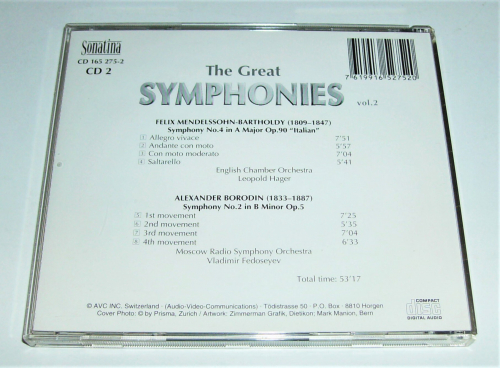 Sonatina
CD 165 275-2
CD 2
7 619916 527520
The Great
SYMPHONIES vol.2
FELIX MENDELSSOHN-BARTHOLDY (1809–1847)
Symphony No.4 in A Major Op.90 "Italian"
1 Allegro vivace 7'51
2 Andante con moto 5'57
3 Con moto moderato 7'04
4 Saltarello 5'41
English Chamber Orchestra
Leopold Hager
ALEXANDER BORODIN (1833–1887)
Symphony No.2 in B Minor Op.5
5 1st movement 7'25
6 2nd movement 5'35
7 3rd movement 7'04
8 4th movement 6'33
Moscow Radio Symphony Orchestra
Vladimir Fedoseyev
Total time: 53'17
© AVC INC. Switzerland · (Audio-Video-Communications) · Tödistrasse 50 · P.O. Box · 8810 Horgen
Cover Photo: © by Prisma, Zurich / Artwork: Zimmerman Grafik, Dietikon; Mark Manion, Bern
COMPACT
disc
DIGITAL AUDIO